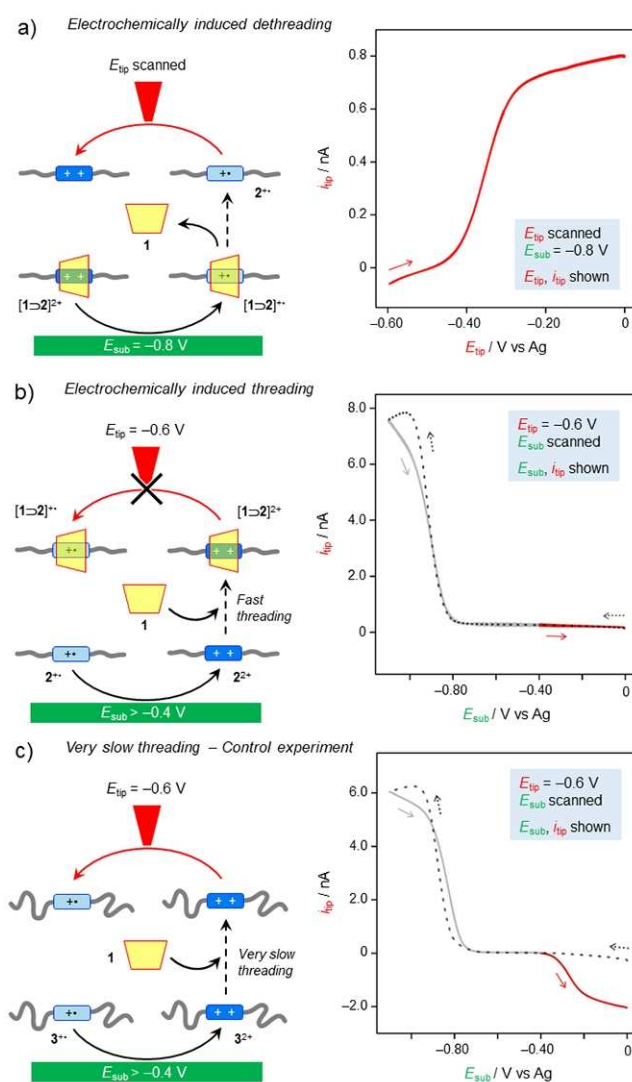 a) Electrochemically induced dethreading
E_tip scanned
+ +
+•
2⁺•
1
+ +
+•
[1⊃2]²⁺
[1⊃2]⁺•
E_sub = –0.8 V
i_tip / nA
0.8
0.6
0.4
0.2
0
E_tip scanned
E_sub = –0.8 V
E_tip, i_tip shown
–0.60
–0.40
–0.20
0
E_tip / V vs Ag
b) Electrochemically induced threading
E_tip = –0.6 V
[1⊃2]⁺•
[1⊃2]²⁺
+•
+ +
1
Fast
threading
+•
+ +
2⁺•
2²⁺
E_sub > –0.4 V
i_tip / nA
8.0
6.0
4.0
2.0
0
E_tip = –0.6 V
E_sub scanned
E_sub, i_tip shown
–0.80
–0.40
0
E_sub / V vs Ag
c) Very slow threading – Control experiment
E_tip = –0.6 V
+•
+ +
1
Very slow
threading
+•
+ +
3⁺•
3²⁺
E_sub > –0.4 V
i_tip / nA
6.0
4.0
2.0
0
–2.0
E_tip = –0.6 V
E_sub scanned
E_sub, i_tip shown
–0.80
–0.40
0
E_sub / V vs Ag